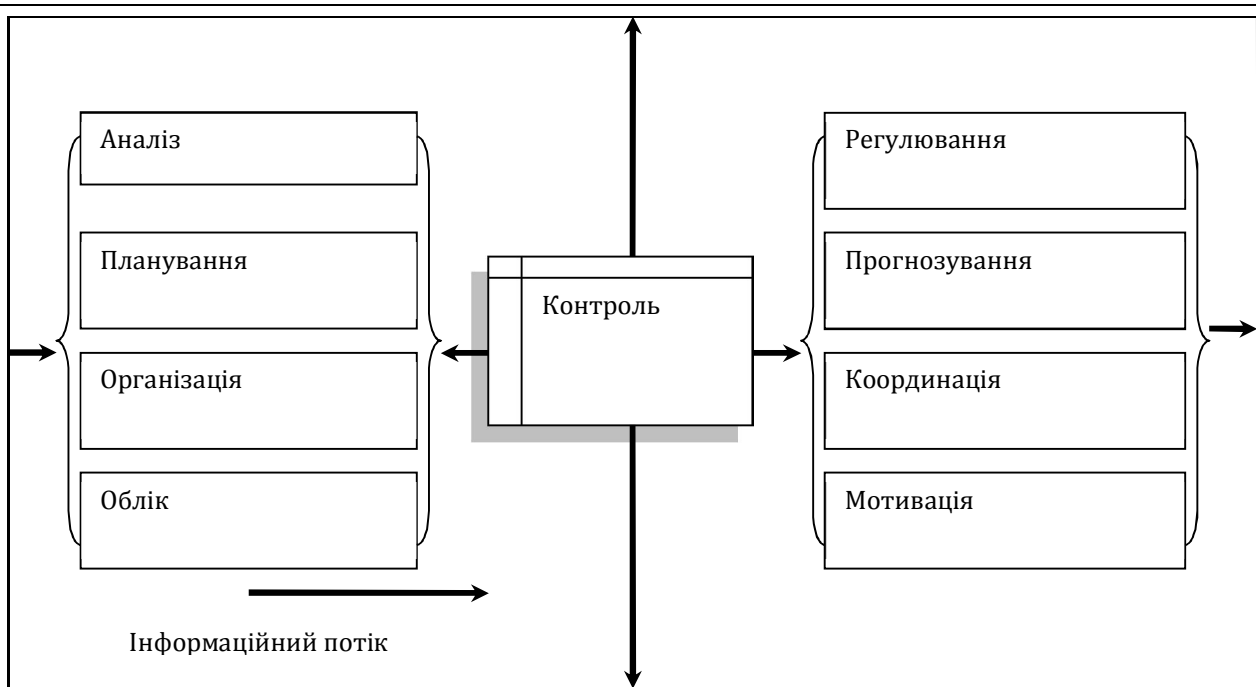 Аналіз
Планування
Організація
Облік
Контроль
Регулювання
Прогнозування
Координація
Мотивація
Інформаційний потік